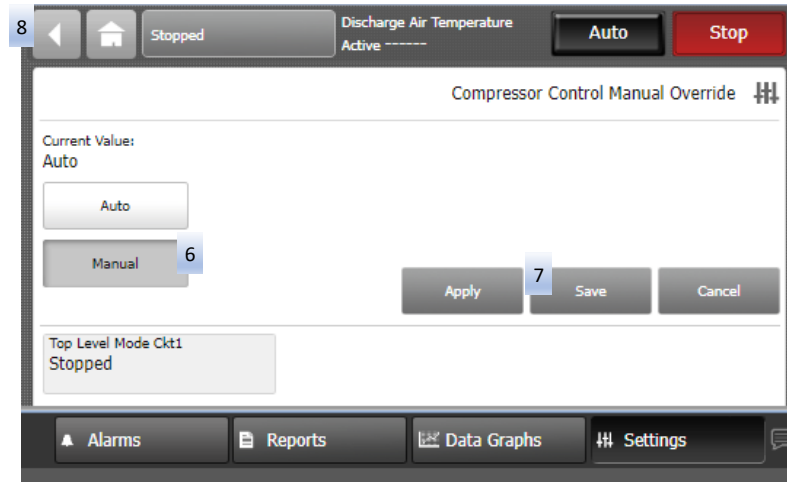 8
Stopped
Discharge Air Temperature
Active ------
Auto
Stop
Compressor Control Manual Override
Current Value:
Auto
Auto
Manual
6
Apply
7
Save
Cancel
Top Level Mode Ckt1
Stopped
Alarms
Reports
Data Graphs
Settings